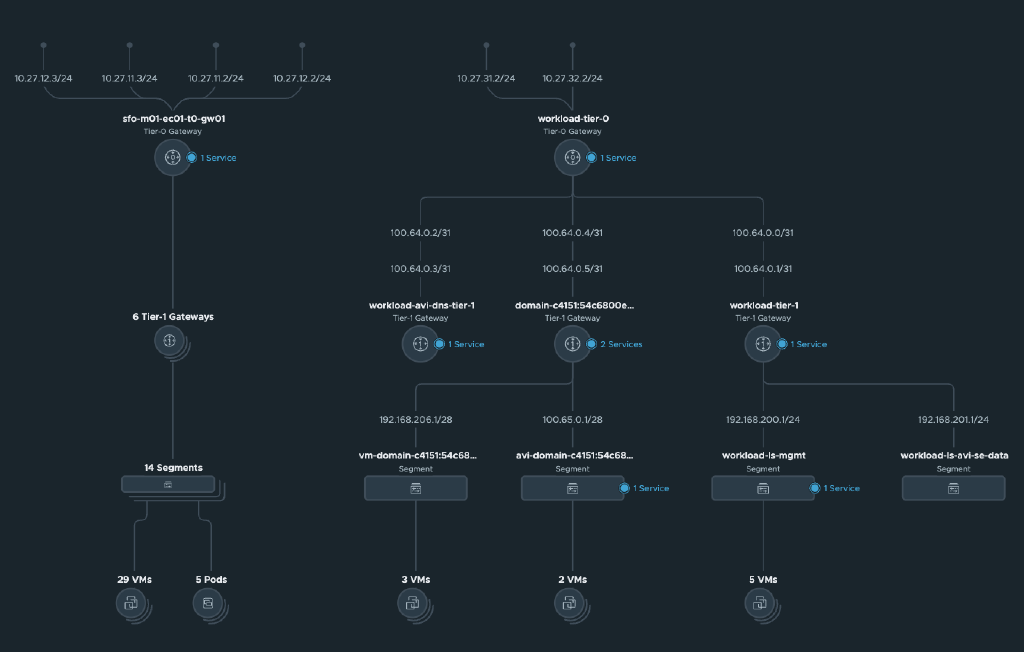 10.27.12.3/24 10.27.11.3/24 10.27.11.2/24 10.27.12.2/24 10.27.31.2/24 10.27.32.2/24
sfo-m01-ec01-t0-gw01 workload-tier-0
Tier-0 Gateway Tier-0 Gateway
1 Service 1 Service
100.64.0.2/31 100.64.0.4/31 100.64.0.0/31
100.64.0.3/31 100.64.0.5/31 100.64.0.1/31
workload-avi-dns-tier-1 domain-c4151:54c6800e... workload-tier-1
6 Tier-1 Gateways Tier-1 Gateway Tier-1 Gateway Tier-1 Gateway
1 Service 2 Services 1 Service
192.168.206.1/28 100.65.0.1/28 192.168.200.1/24 192.168.201.1/24
vm-domain-c4151:54c68... avi-domain-c4151:54c68... workload-ls-mgmt workload-ls-avi-se-data
14 Segments Segment Segment Segment Segment
1 Service 1 Service
29 VMs 5 Pods 3 VMs 2 VMs 5 VMs